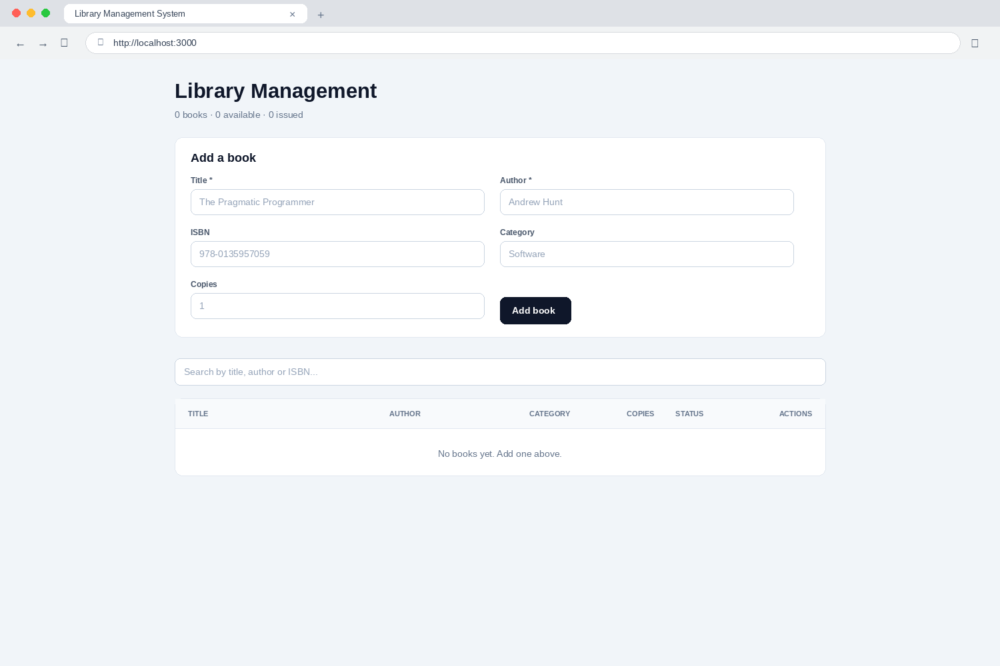 Library Management System × +
← → http://localhost:3000
Library Management
0 books · 0 available · 0 issued
Add a book
Title * Author *
The Pragmatic Programmer Andrew Hunt
ISBN Category
978-0135957059 Software
Copies
1 Add book
Search by title, author or ISBN...
TITLE AUTHOR CATEGORY COPIES STATUS ACTIONS
No books yet. Add one above.